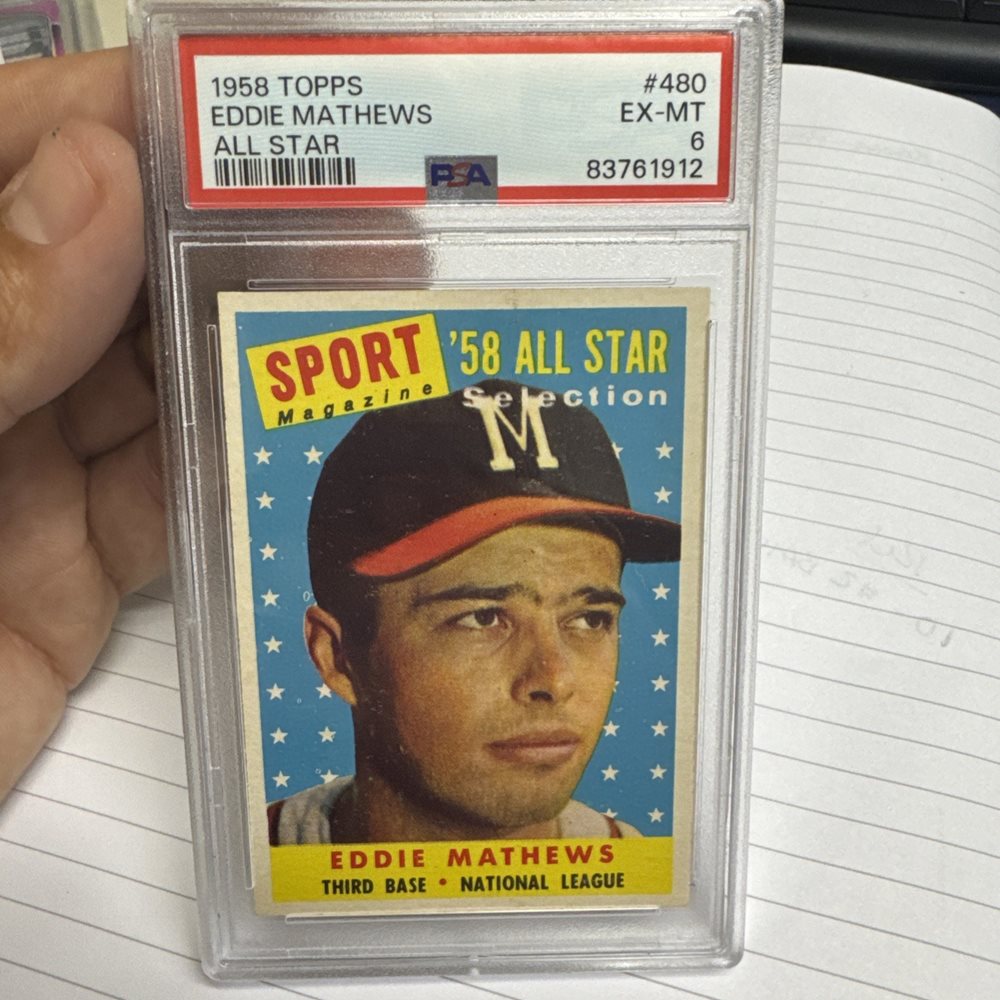 1958 TOPPS #480
EDDIE MATHEWS EX-MT
ALL STAR 6
PSA 83761912
SPORT '58 ALL STAR
Magazine Selection
M
EDDIE MATHEWS
THIRD BASE • NATIONAL LEAGUE